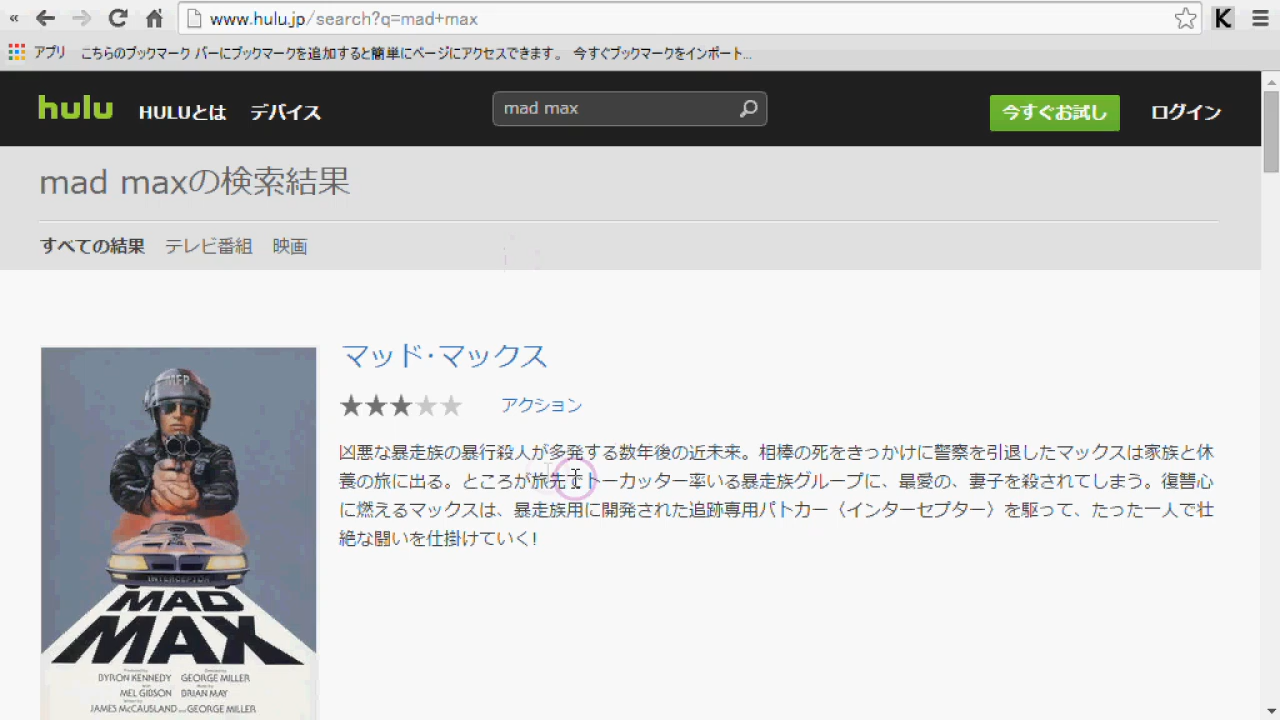 «
www.hulu.jp/search?q=mad+max
K
アプリ こちらのブックマーク バーにブックマークを追加すると簡単にページにアクセスできます。 今すぐブックマークをインポート...
hulu HULUとは デバイス mad max 今すぐお試し ログイン
mad maxの検索結果
すべての結果 テレビ番組 映画
マッド・マックス
アクション
凶悪な暴走族の暴行殺人が多発する数年後の近未来。相棒の死をきっかけに警察を引退したマックスは家族と休
養の旅に出る。ところが旅先でトーカッター率いる暴走族グループに、最愛の、妻子を殺されてしまう。復讐心
に燃えるマックスは、暴走族用に開発された追跡専用パトカー〈インターセプター〉を駆って、たった一人で壮
絶な闘いを仕掛けていく!
MFP
INTERCEPTOR
MAD
MAX
BYRON KENNEDY GEORGE MILLER
MEL GIBSON BRIAN MAY
JAMES McCAUSLAND and GEORGE MILLER